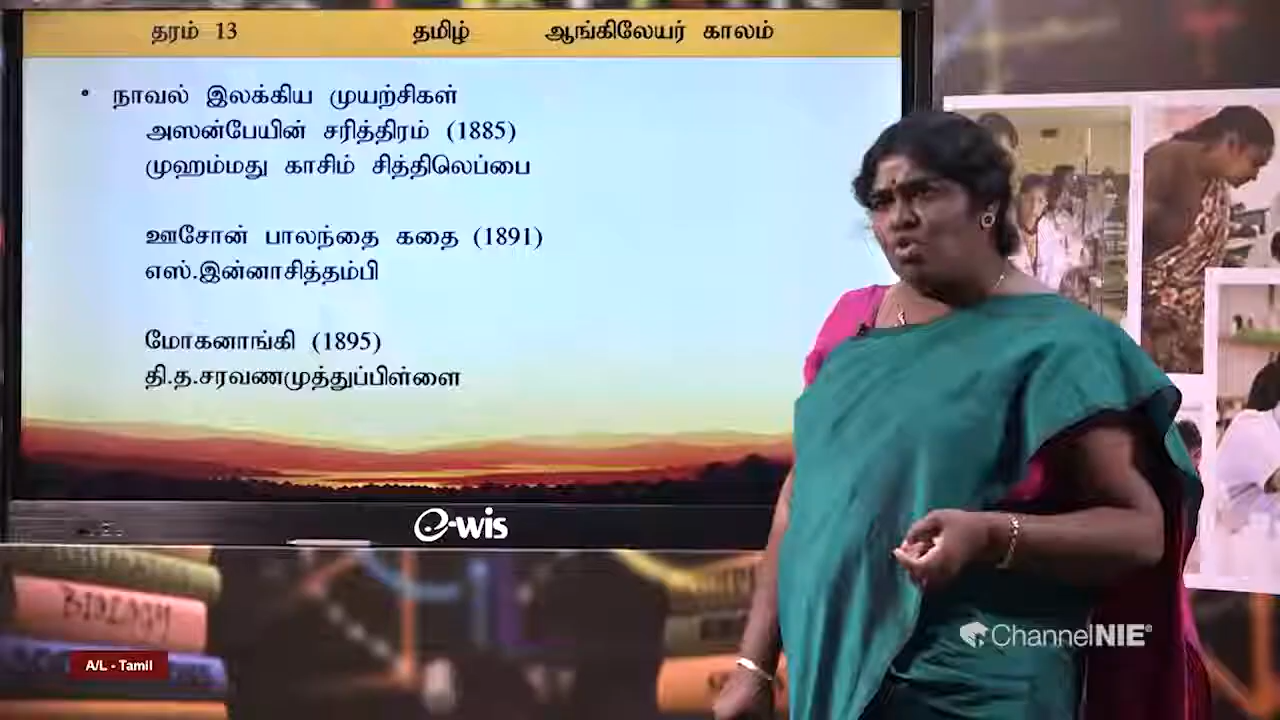 தரம் 13 தமிழ் ஆங்கிலேயர் காலம்
• நாவல் இலக்கிய முயற்சிகள்
அஸன்பேயின் சரித்திரம் (1885)
முஹம்மது காசிம் சித்திலெப்பை
ஊசோன் பாலந்தை கதை (1891)
எஸ்.இன்னாசித்தம்பி
மோகனாங்கி (1895)
தி.த.சரவணமுத்துப்பிள்ளை
e-wis
BIOLOGY
ChannelNIE
A/L - Tamil